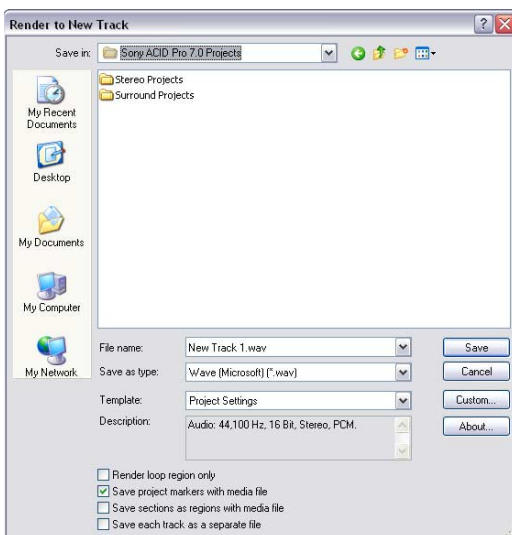 Render to New Track
Save in: Sony ACID Pro 7.0 Projects
Stereo Projects
Surround Projects
My Recent
Documents
Desktop
My Documents
My Computer
My Network
File name: New Track 1.wav Save
Save as type: Wave (Microsoft) (*.wav) Cancel
Template: Project Settings Custom...
Description: Audio: 44,100 Hz, 16 Bit, Stereo, PCM. About...
Render loop region only
Save project markers with media file
Save sections as regions with media file
Save each track as a separate file